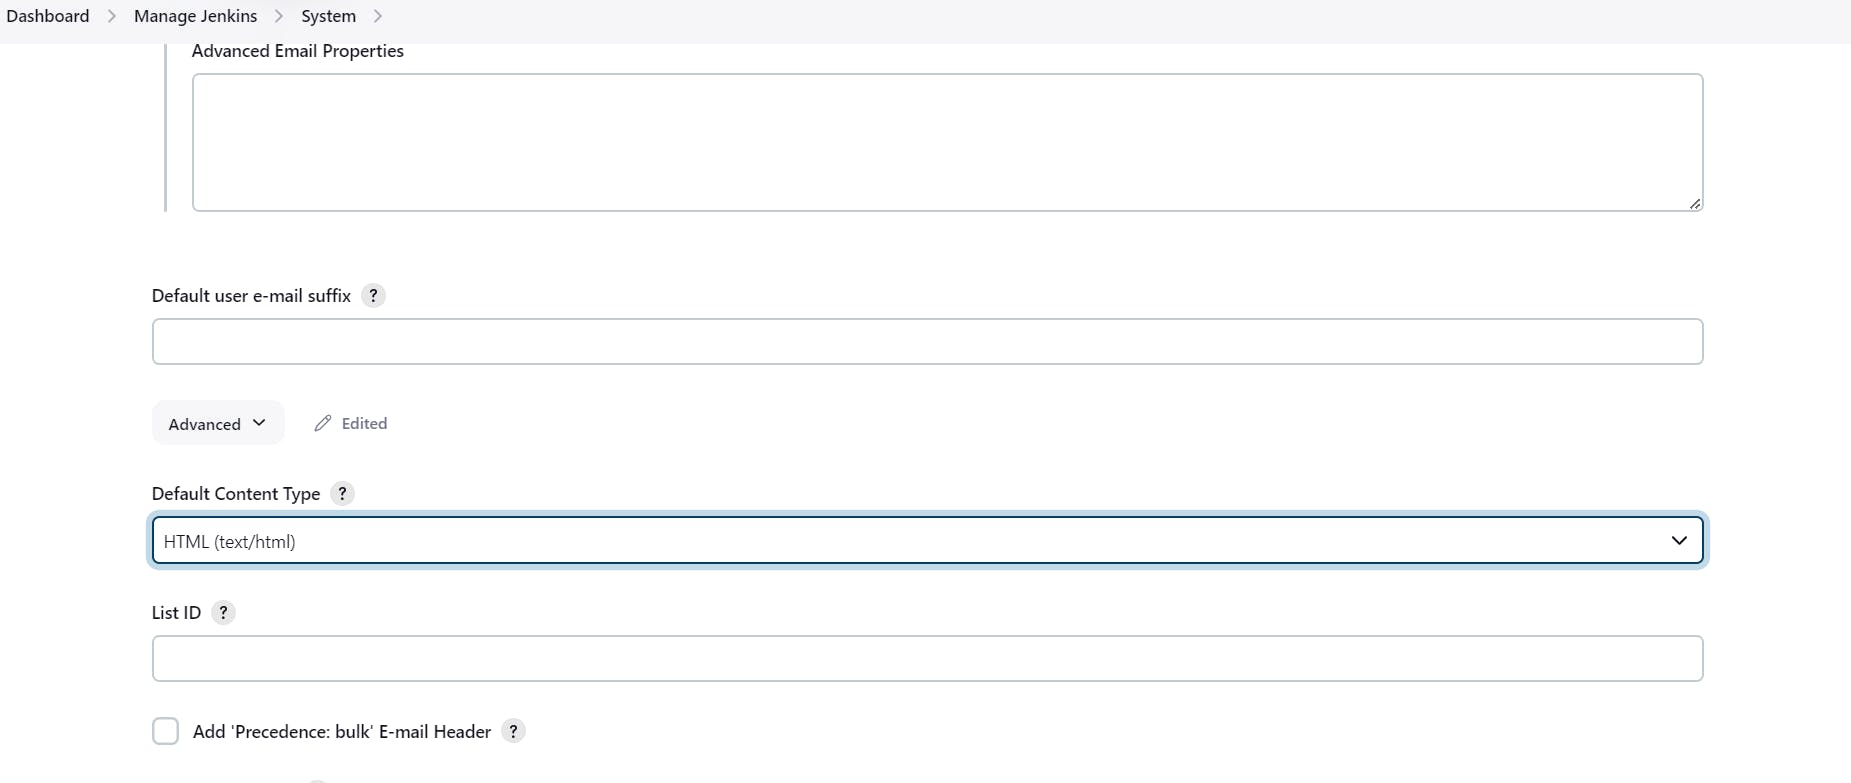 Dashboard > Manage Jenkins > System >
Advanced Email Properties
Default user e-mail suffix ?
Advanced Edited
Default Content Type ?
HTML (text/html)
List ID ?
Add 'Precedence: bulk' E-mail Header ?